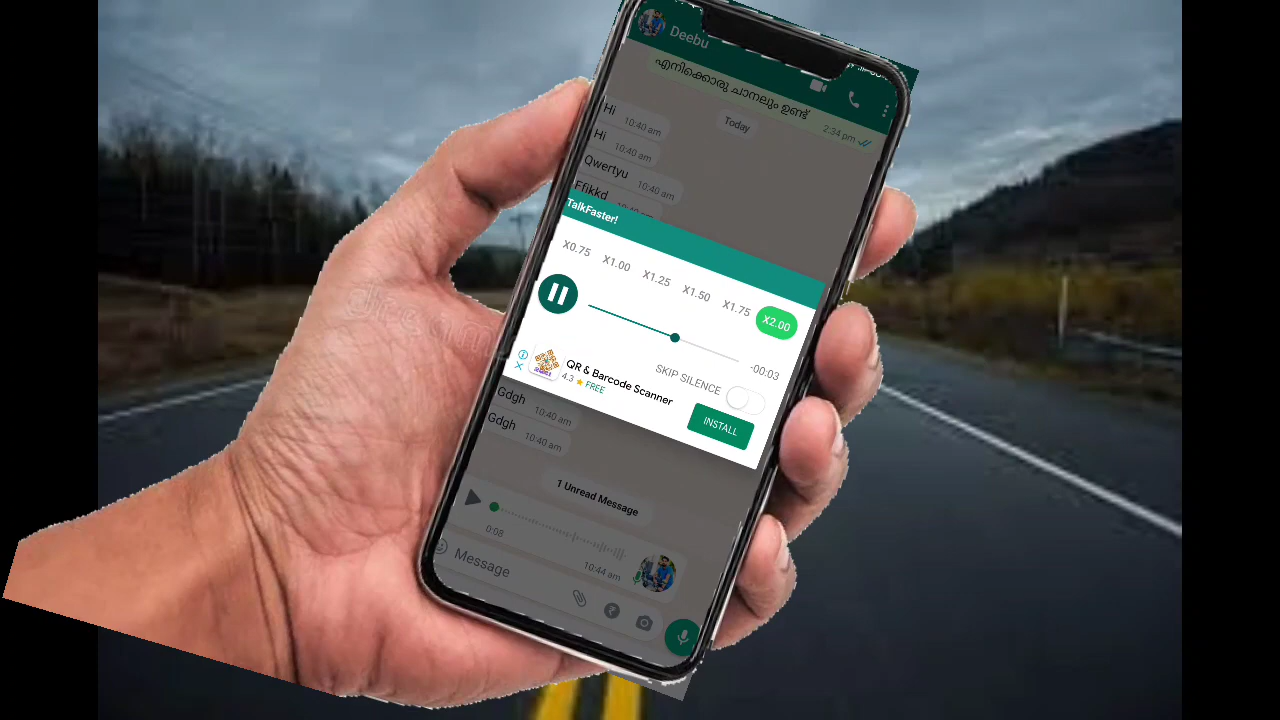 Deebu
എനിക്കൊരു ചാനലും ഉണ്ട്
2:34 pm
Today
Hi 10:40 am
Hi 10:40 am
Qwertyu 10:40 am
Ffikkd
TalkFaster!
X0.75 X1.00 X1.25 X1.50 X1.75 X2.00
-00:03
SKIP SILENCE
QR & Barcode Scanner
4.3 FREE
INSTALL
Gdgh 10:40 am
Gdgh 10:40 am
1 Unread Message
0:08
10:44 am
Message